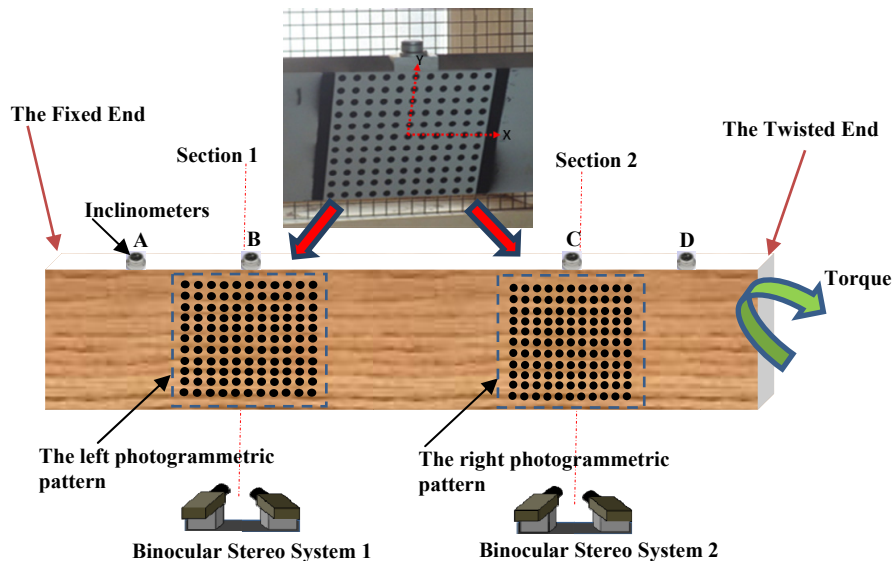 Y
X
The Fixed End
The Twisted End
Section 1
Section 2
Inclinometers
A
B
C
D
Torque
The left photogrammetric
pattern
The right photogrammetric
pattern
Binocular Stereo System 1
Binocular Stereo System 2